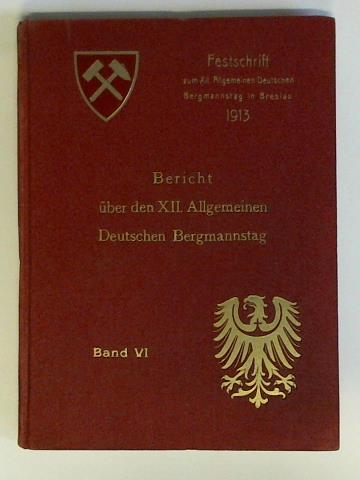 Festschrift
zum XII. Allgemeinen Deutschen
Bergmannstag in Breslau
1913
Bericht
über den XII. Allgemeinen
Deutschen Bergmannstag
Band VI